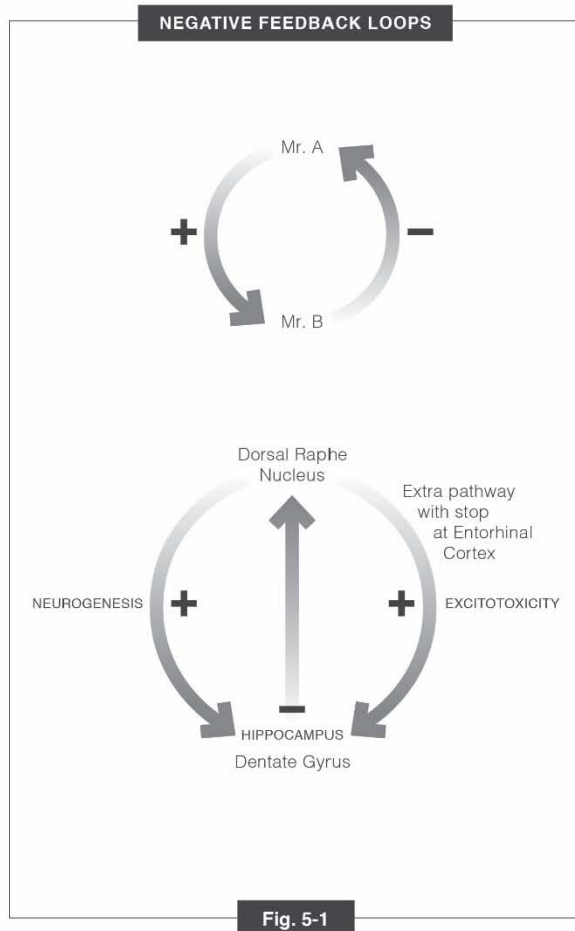 NEGATIVE FEEDBACK LOOPS
Mr. A
+
−
Mr. B
Dorsal Raphe
Nucleus
Extra pathway
with stop
at Entorhinal
Cortex
NEUROGENESIS +
+ EXCITOTOXICITY
−
HIPPOCAMPUS
Dentate Gyrus
Fig. 5-1